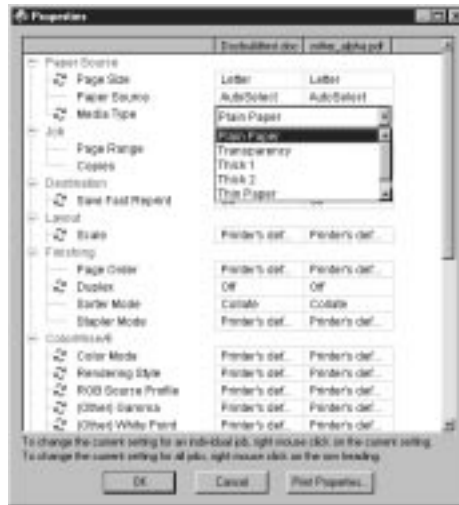 Properties
DocbuiltIted.doc miller_alpha.pdf
Paper Source
Page Size Letter Letter
Paper Source AutoSelect AutoSelect
Media Type Plain Paper
Plain Paper
Job
Transparency
Page Range
Thick 1
Copies
Thick 2
Destination
Thin Paper
Save Fast Reprint
Layout
Scale Printer's def... Printer's def...
Finishing
Page Order Printer's def... Printer's def...
Duplex Off Off
Sorter Mode Collate Collate
Stapler Mode Printer's def... Printer's def...
ColorWise®
Color Mode Printer's def... Printer's def...
Rendering Style Printer's def... Printer's def...
RGB Source Profile Printer's def... Printer's def...
(Other) Gamma Printer's def... Printer's def...
(Other) White Point Printer's def... Printer's def...
To change the current setting for an individual job, right mouse click on the current setting.
To change the current setting for all jobs, right mouse click on the row heading.
OK Cancel Print Properties...